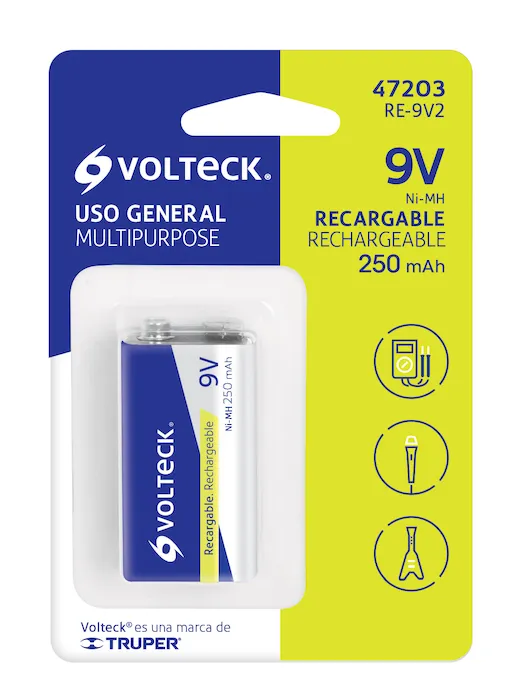 47203
RE-9V2
VOLTECK®
USO GENERAL
MULTIPURPOSE
9V
Ni-MH
RECARGABLE
RECHARGEABLE
250 mAh
VOLTECK®
Recargable. Rechargeable
9V
Ni-MH 250 mAh
Volteck® es una marca de
TRUPER®